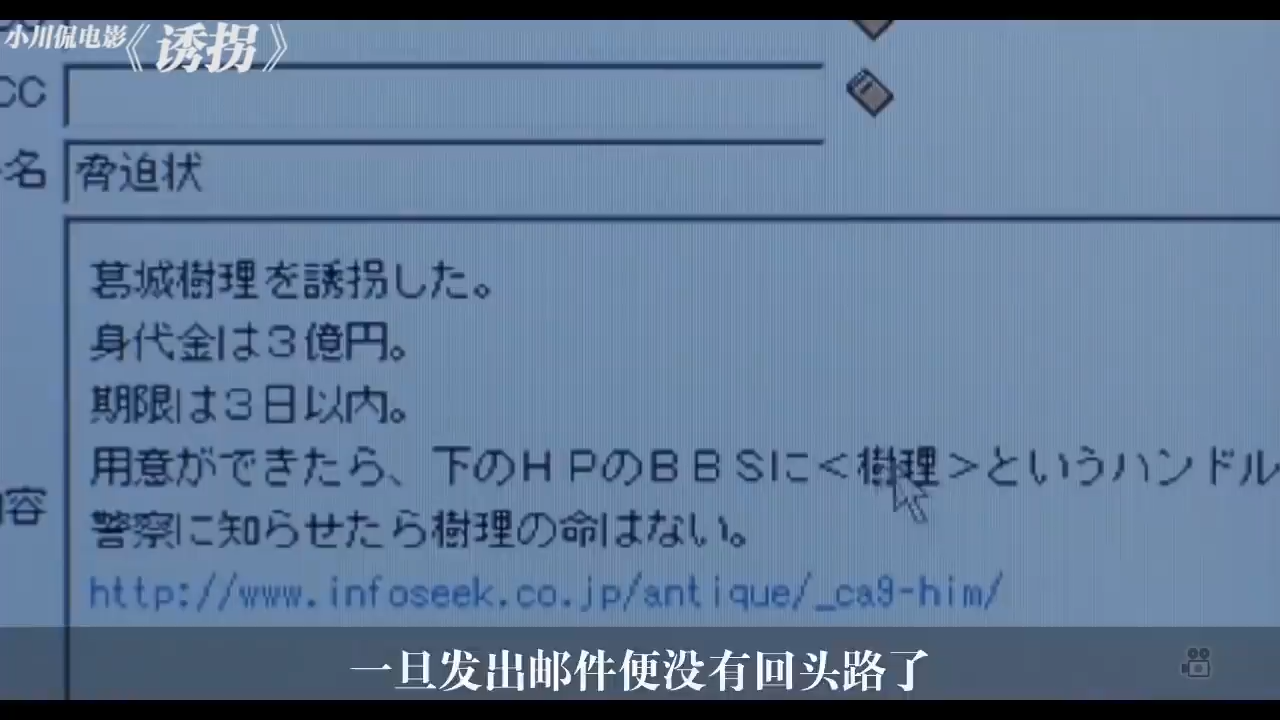 小川侃电影《诱拐》
CC
名
脅迫状
葛城樹理を誘拐した。
身代金は３億円。
期限は３日以内。
用意ができたら、下のＨＰのＢＢＳに＜樹理＞というハンドル
容
警察に知らせたら樹理の命はない。
http://www.infoseek.co.jp/antique/_ca9-him/
一旦发出邮件便没有回头路了